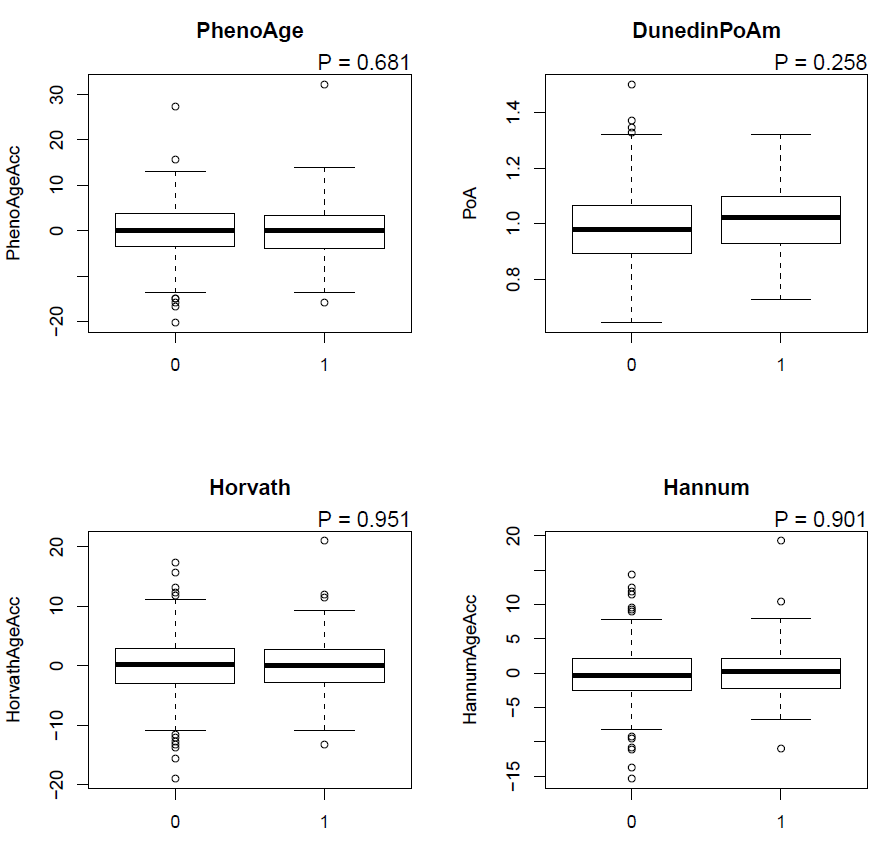 PhenoAge
P = 0.681
PhenoAgeAcc
30
20
10
0
−20
0 1
DunedinPoAm
P = 0.258
PoA
1.4
1.2
1.0
0.8
0 1
Horvath
P = 0.951
HorvathAgeAcc
20
10
0
−10
−20
0 1
Hannum
P = 0.901
HannumAgeAcc
20
10
5
0
−5
−15
0 1